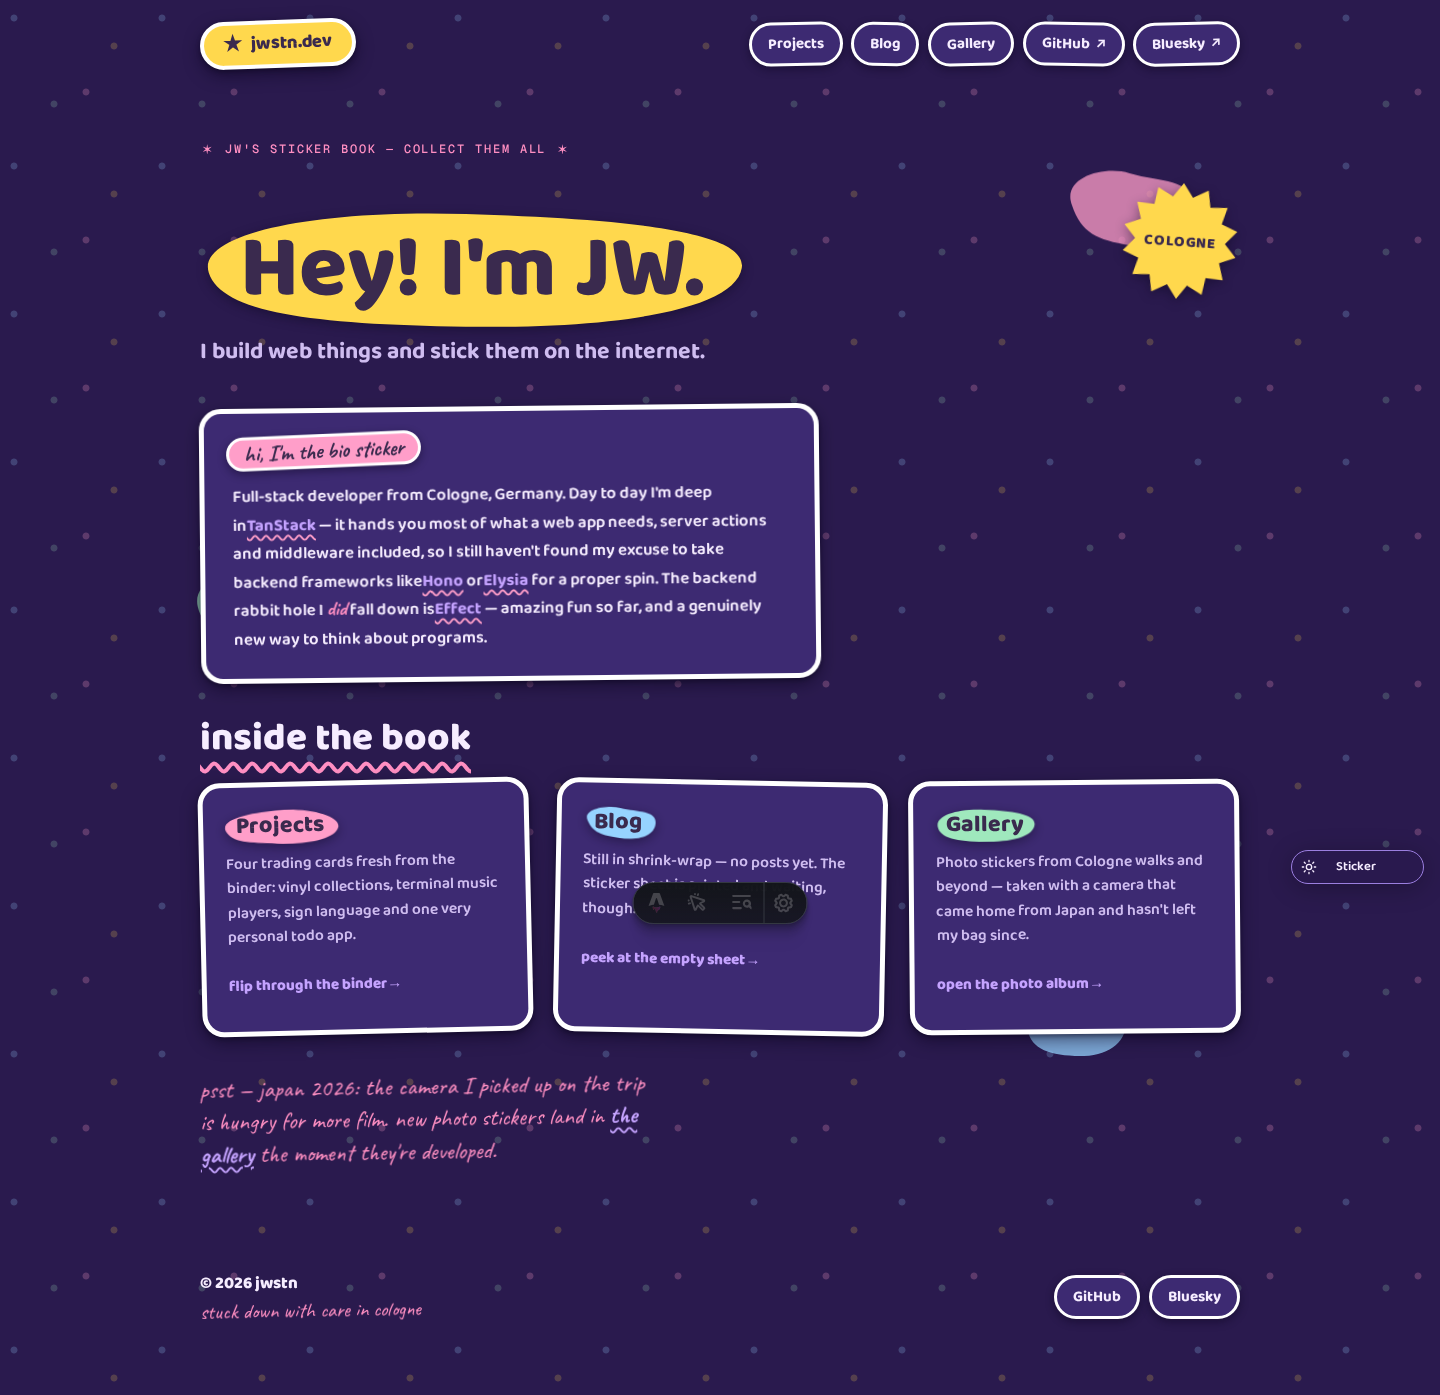 ★ jwstn.dev
Projects
Blog
Gallery
GitHub ↗
Bluesky ↗
✶ JW'S STICKER BOOK — COLLECT THEM ALL ✶
COLOGNE
Hey! I'm JW.
I build web things and stick them on the internet.
hi, I'm the bio sticker
Full-stack developer from Cologne, Germany. Day to day I'm deep
inTanStack — it hands you most of what a web app needs, server actions
and middleware included, so I still haven't found my excuse to take
backend frameworks likeHono orElysia for a proper spin. The backend
rabbit hole I didfall down isEffect — amazing fun so far, and a genuinely
new way to think about programs.
inside the book
Projects
Four trading cards fresh from the
binder: vinyl collections, terminal music
players, sign language and one very
personal todo app.
flip through the binder→
Blog
Still in shrink-wrap — no posts yet. The
sticker
though.
peek at the empty sheet→
Gallery
Photo stickers from Cologne walks and
beyond — taken with a camera that
came home from Japan and hasn't left
my bag since.
open the photo album→
Sticker
psst — japan 2026: the camera I picked up on the trip
is hungry for more film. new photo stickers land in the
gallery the moment they're developed.
© 2026 jwstn
stuck down with care in cologne
GitHub
Bluesky